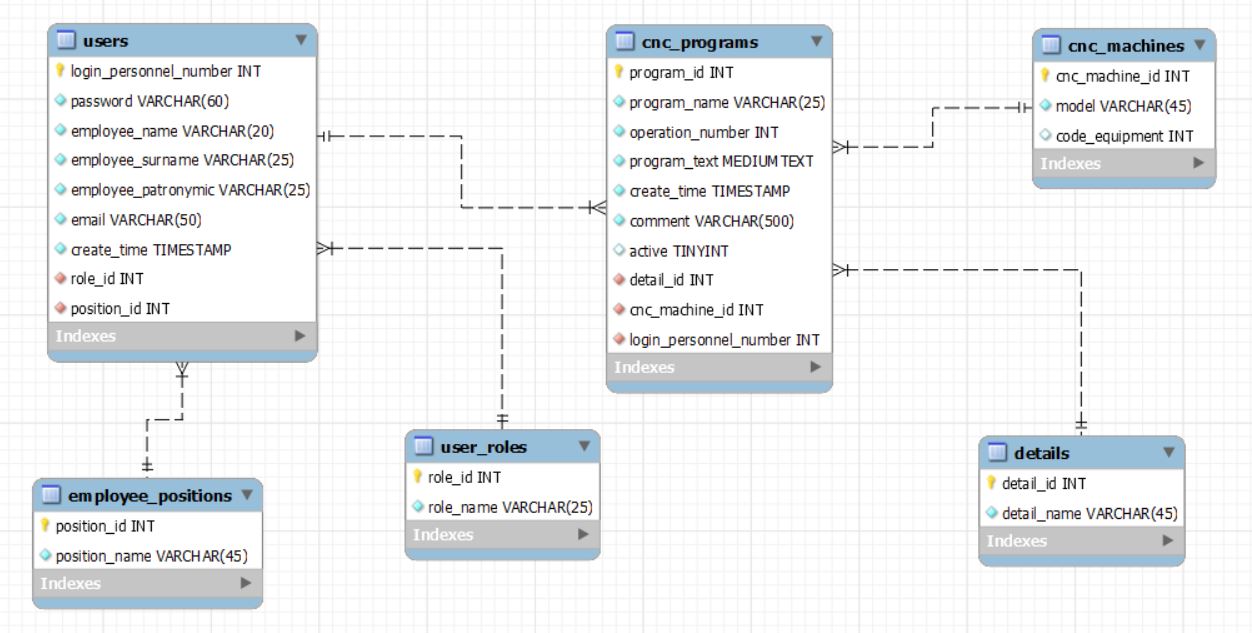 users
login_personnel_number INT
password VARCHAR(60)
employee_name VARCHAR(20)
employee_surname VARCHAR(25)
employee_patronymic VARCHAR(25)
email VARCHAR(50)
create_time TIMESTAMP
role_id INT
position_id INT
Indexes
cnc_programs
program_id INT
program_name VARCHAR(25)
operation_number INT
program_text MEDIUMTEXT
create_time TIMESTAMP
comment VARCHAR(500)
active TINYINT
detail_id INT
cnc_machine_id INT
login_personnel_number INT
Indexes
cnc_machines
cnc_machine_id INT
model VARCHAR(45)
code_equipment INT
Indexes
employee_positions
position_id INT
position_name VARCHAR(45)
Indexes
user_roles
role_id INT
role_name VARCHAR(25)
Indexes
details
detail_id INT
detail_name VARCHAR(45)
Indexes